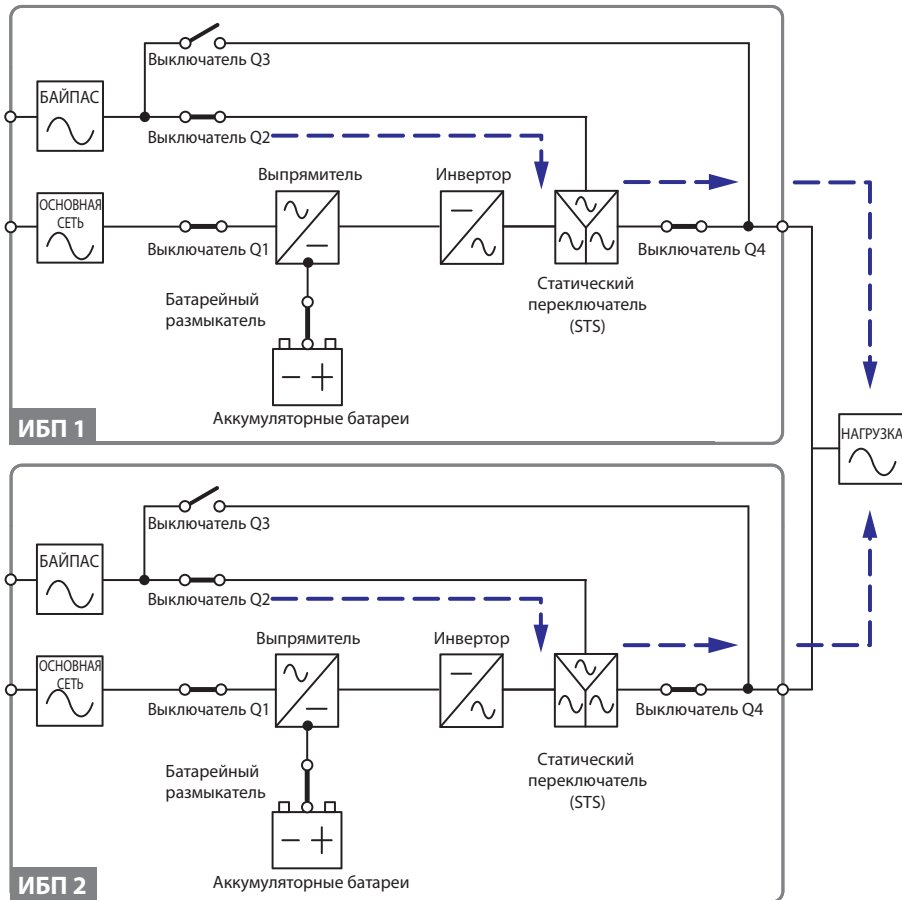 Выключатель Q3
БАЙПАС
Выключатель Q2
Выпрямитель
Инвертор
ОСНОВНАЯ
СЕТЬ
Выключатель Q1
Выключатель Q4
Батарейный
размыкатель
Статический
переключатель
(STS)
Аккумуляторные батареи
ИБП 1
НАГРУЗКА
Выключатель Q3
БАЙПАС
Выключатель Q2
Выпрямитель
Инвертор
ОСНОВНАЯ
СЕТЬ
Выключатель Q1
Выключатель Q4
Батарейный
размыкатель
Статический
переключатель
(STS)
Аккумуляторные батареи
ИБП 2